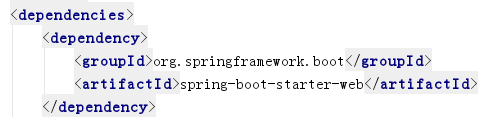 <dependencies>
<dependency>
<groupId>org.springframework.boot</groupId>
<artifactId>spring-boot-starter-web</artifactId>
</dependency>